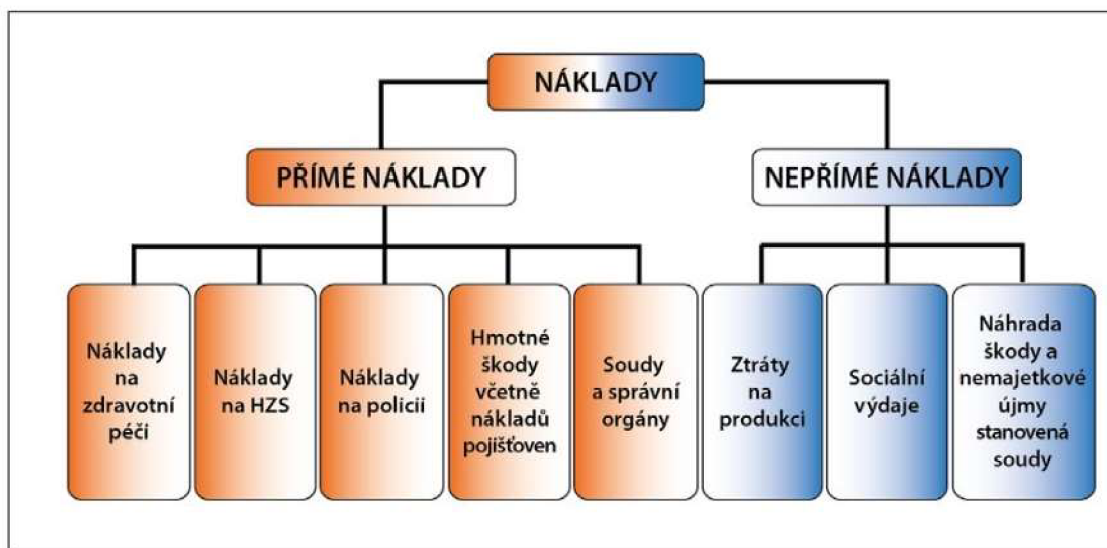 NÁKLADY
PŘÍMÉ NÁKLADY
NEPŘÍMÉ NÁKLADY
Náklady
na
zdravotní
péči
Náklady
na HZS
Náklady
na policii
Hmotné
škody
včetně
nákladů
pojišťoven
Soudy
a správní
orgány
Ztráty
na
produkci
Sociální
výdaje
Náhrada
škody a
nemajetkové
újmy
stanovená
soudy